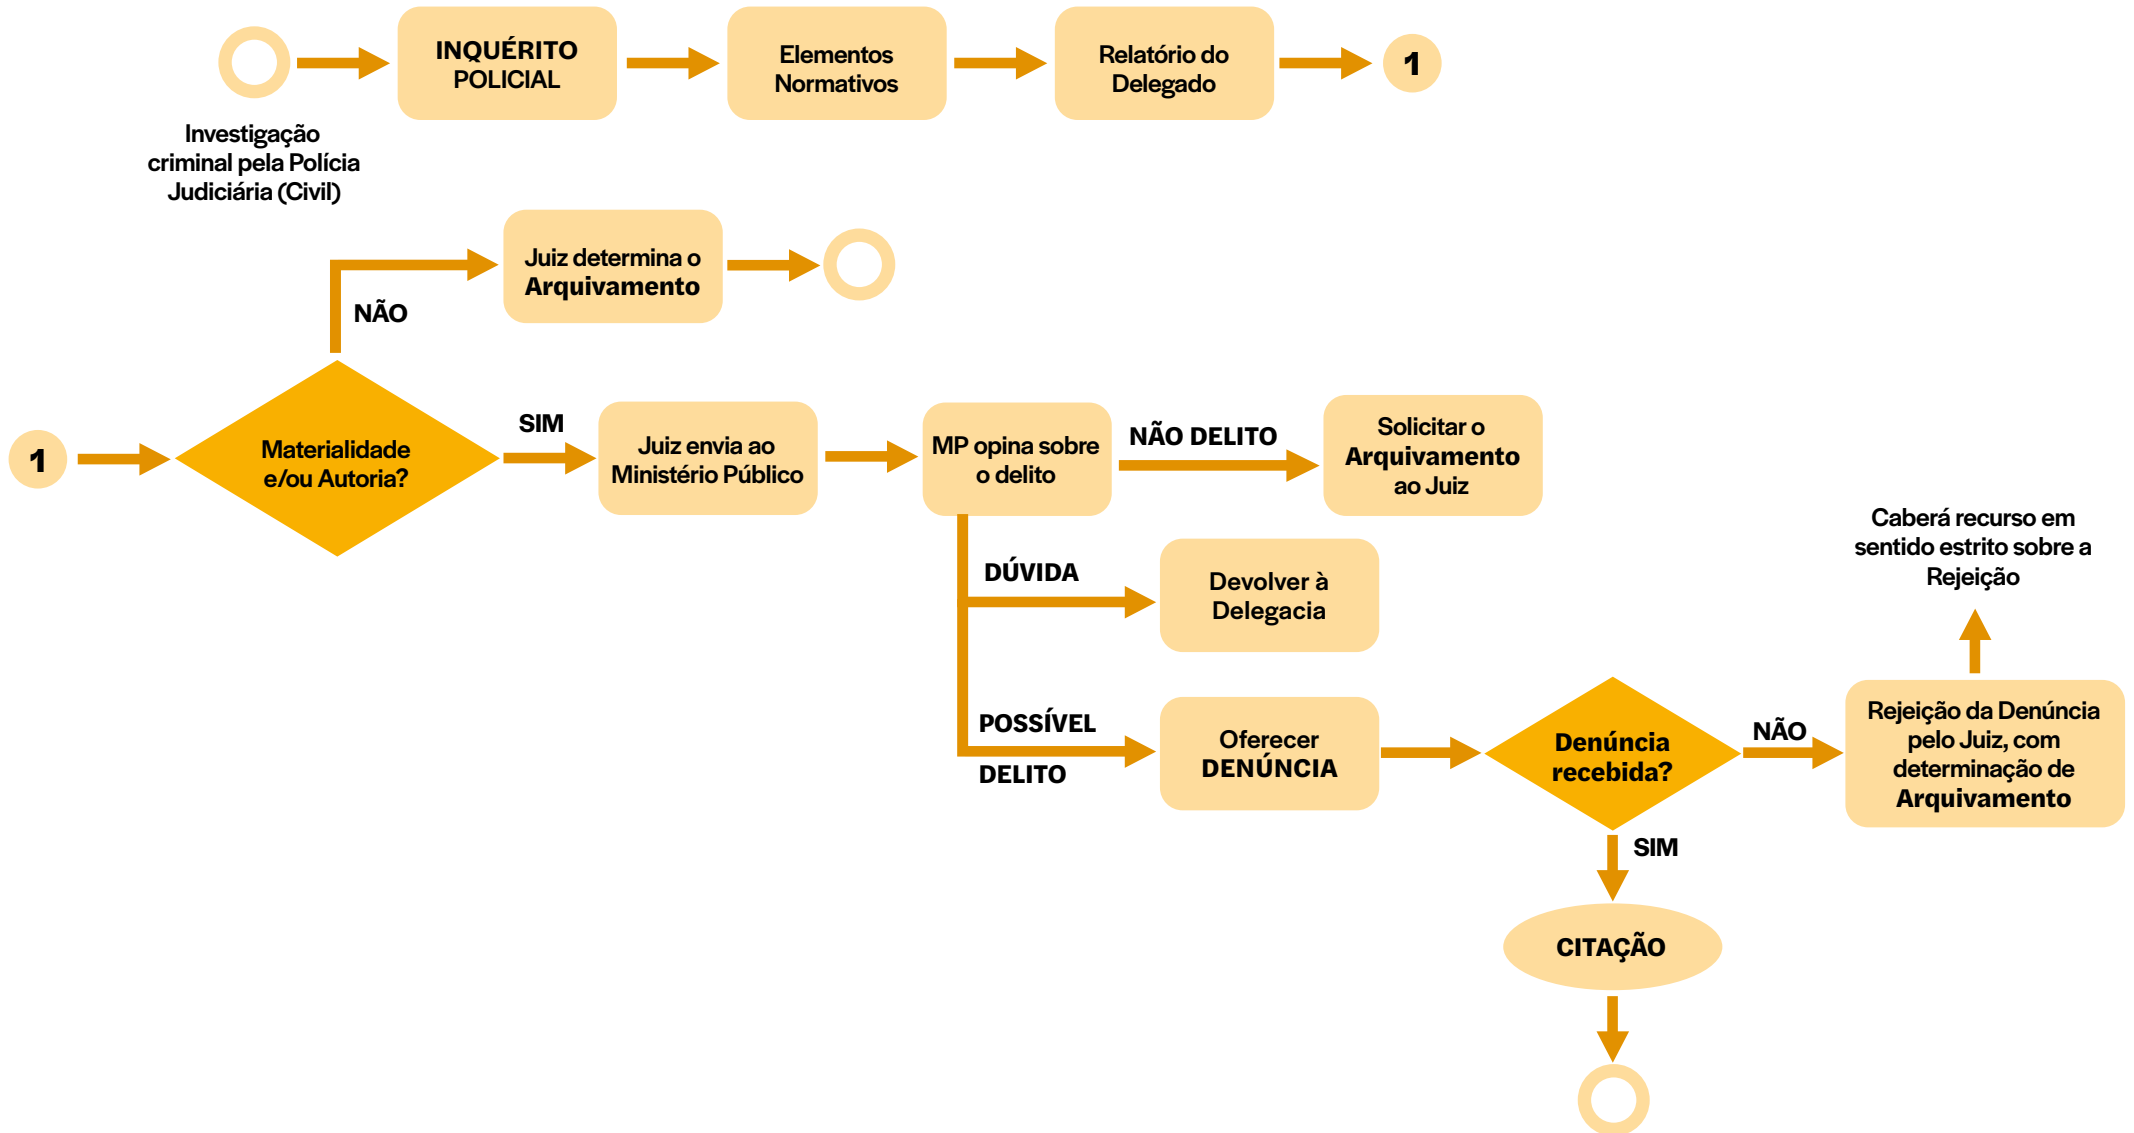 INQUÉRITO
POLICIAL
Elementos
Normativos
Relatório do
Delegado
1
Investigação
criminal pela Polícia
Judiciária (Civil)
Juiz determina o
Arquivamento
NÃO
1
Materialidade
e/ou Autoria?
SIM
Juiz envia ao
Ministério Público
MP opina sobre
o delito
NÃO DELITO
Solicitar o
Arquivamento
ao Juiz
DÚVIDA
Devolver à
Delegacia
POSSÍVEL
DELITO
Oferecer
DENÚNCIA
Denúncia
recebida?
NÃO
Rejeição da Denúncia
pelo Juiz, com
determinação de
Arquivamento
Caberá recurso em
sentido estrito sobre a
Rejeição
SIM
CITAÇÃO